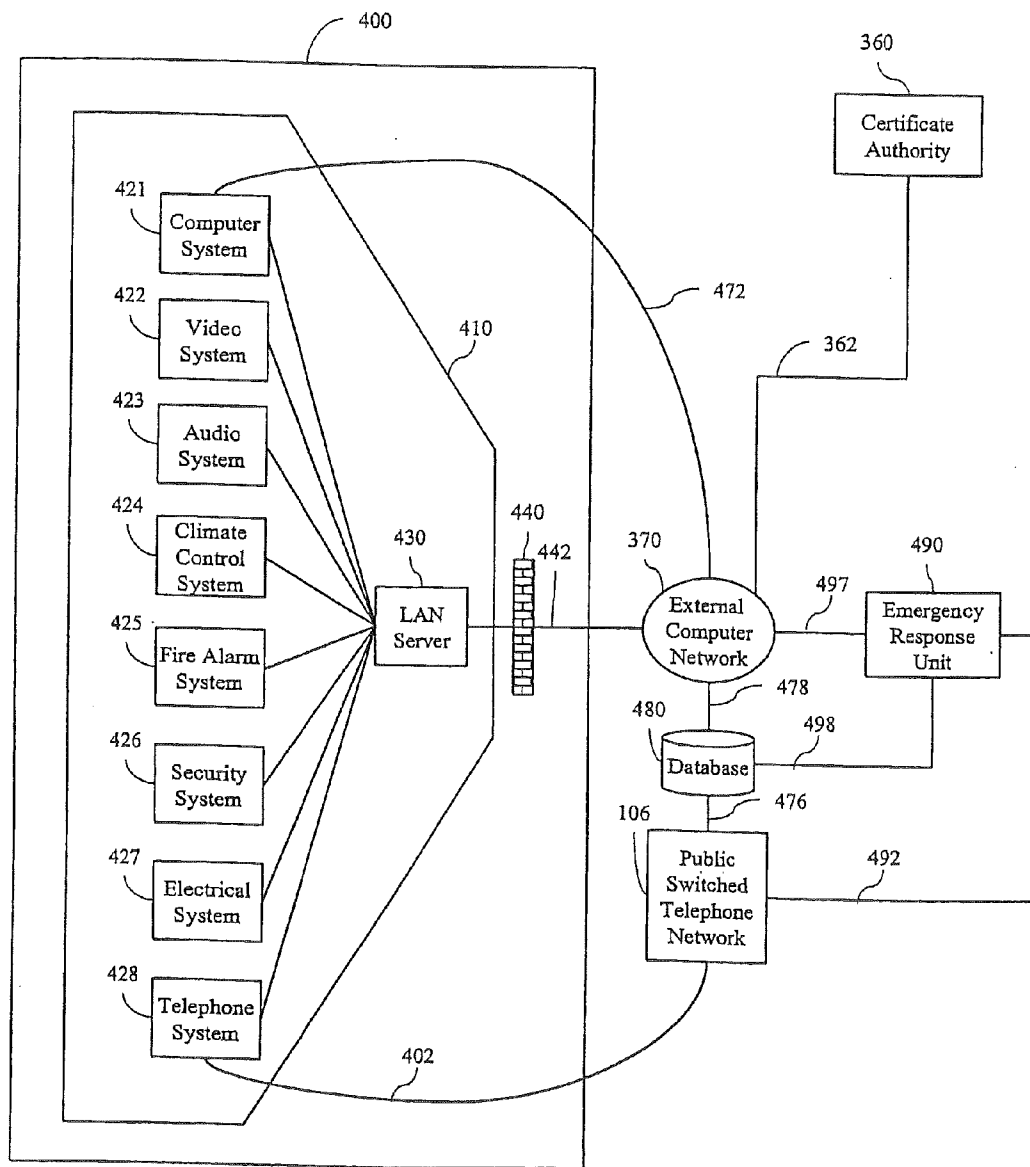 400
360
Certificate
Authority
421
Computer
System
472
422
Video
System
410
362
423
Audio
System
424
Climate
Control
System
440
430
442
370
490
LAN
Server
External
Computer
Network
497
Emergency
Response
Unit
425
Fire Alarm
System
478
480
498
Database
426
Security
System
476
106
Public
Switched
Telephone
Network
492
427
Electrical
System
428
Telephone
System
402